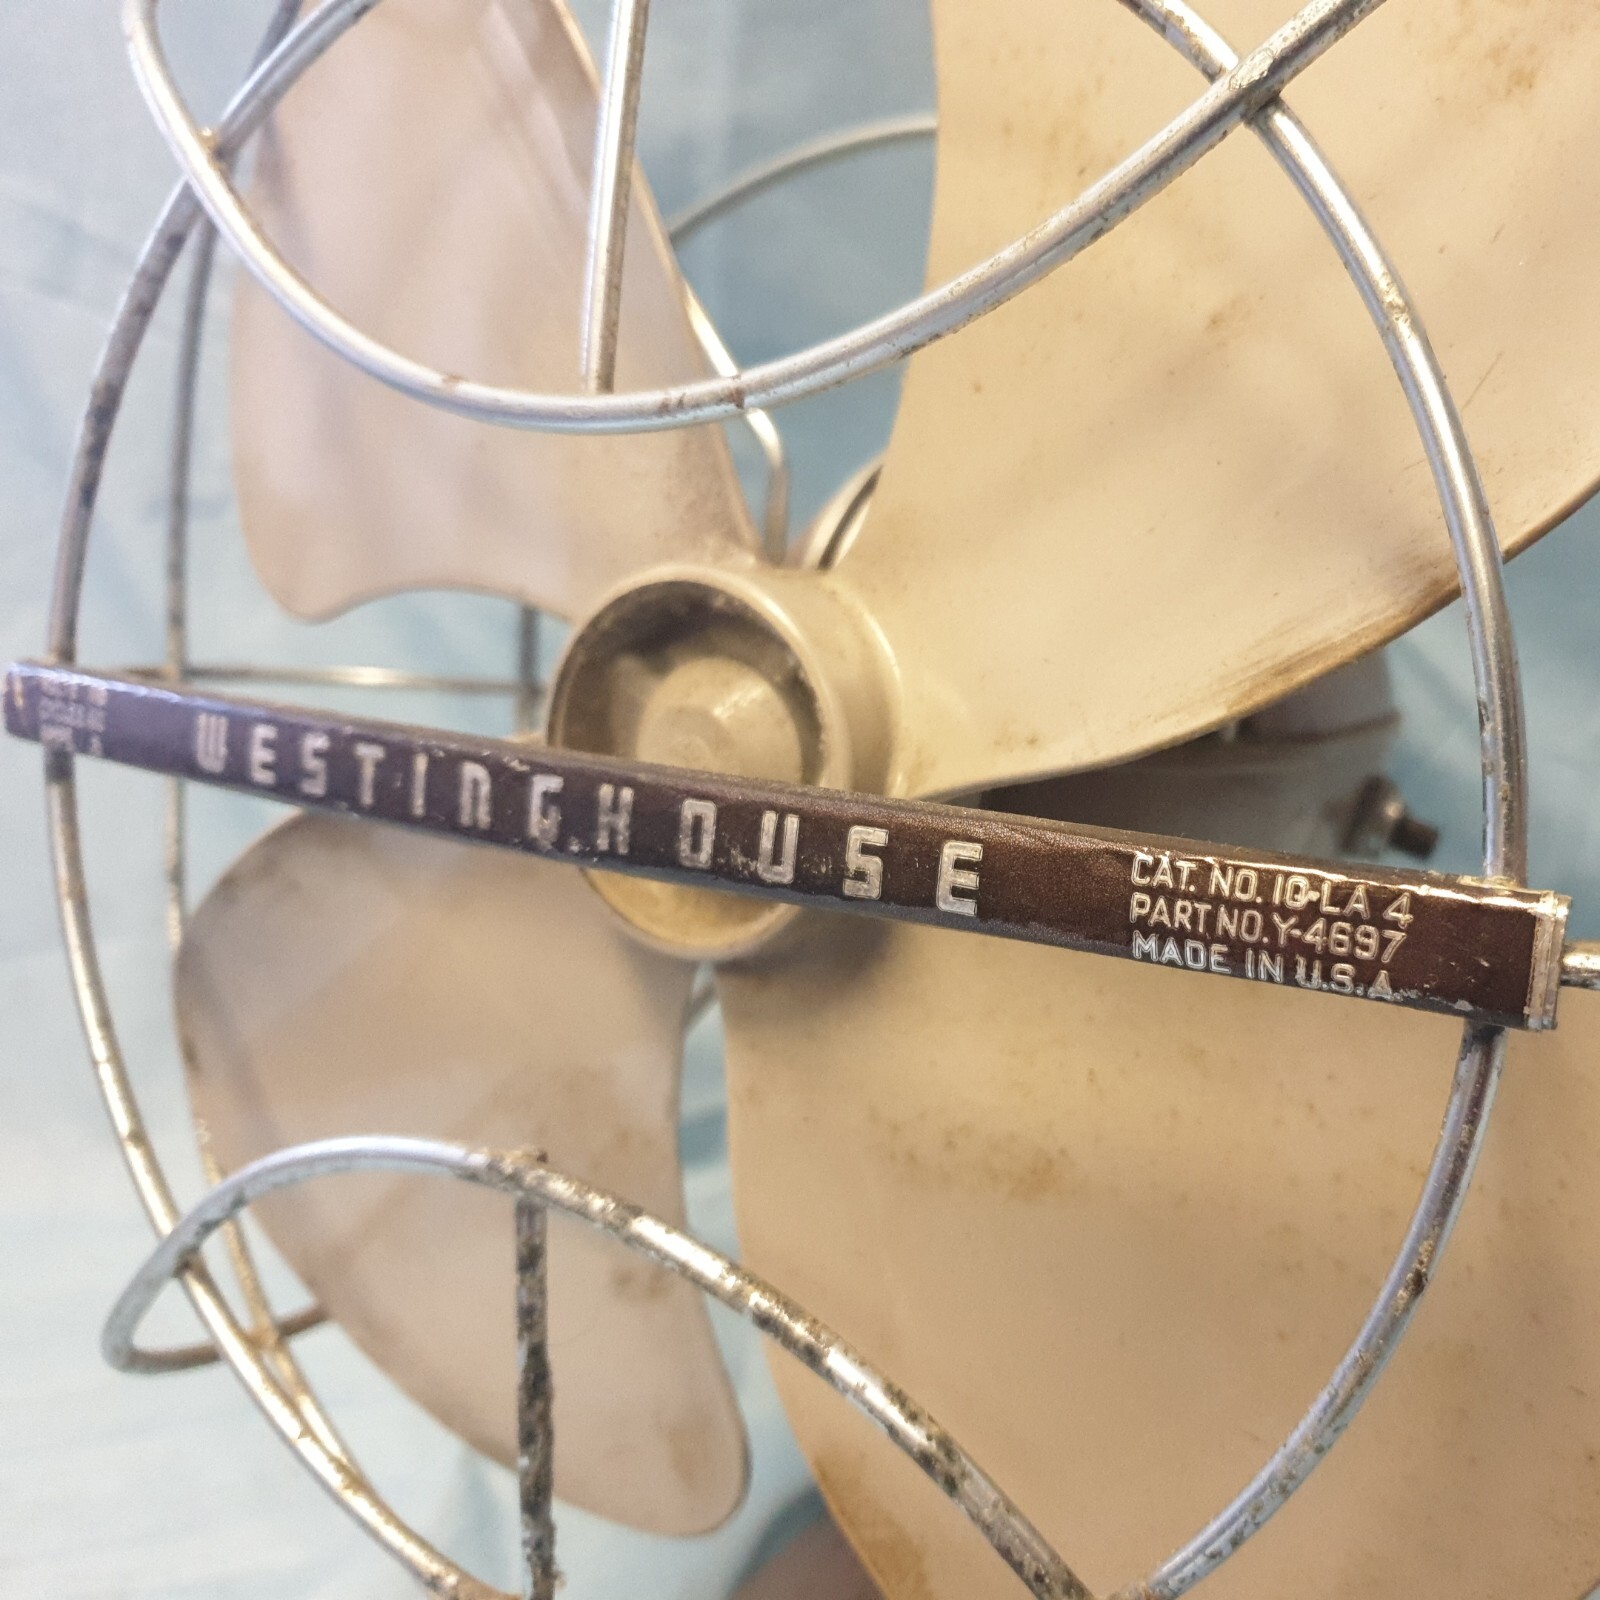 WESTINGHOUSE
CAT. NO. 10-LA 4
PART NO. Y-4697
MADE IN U.S.A.